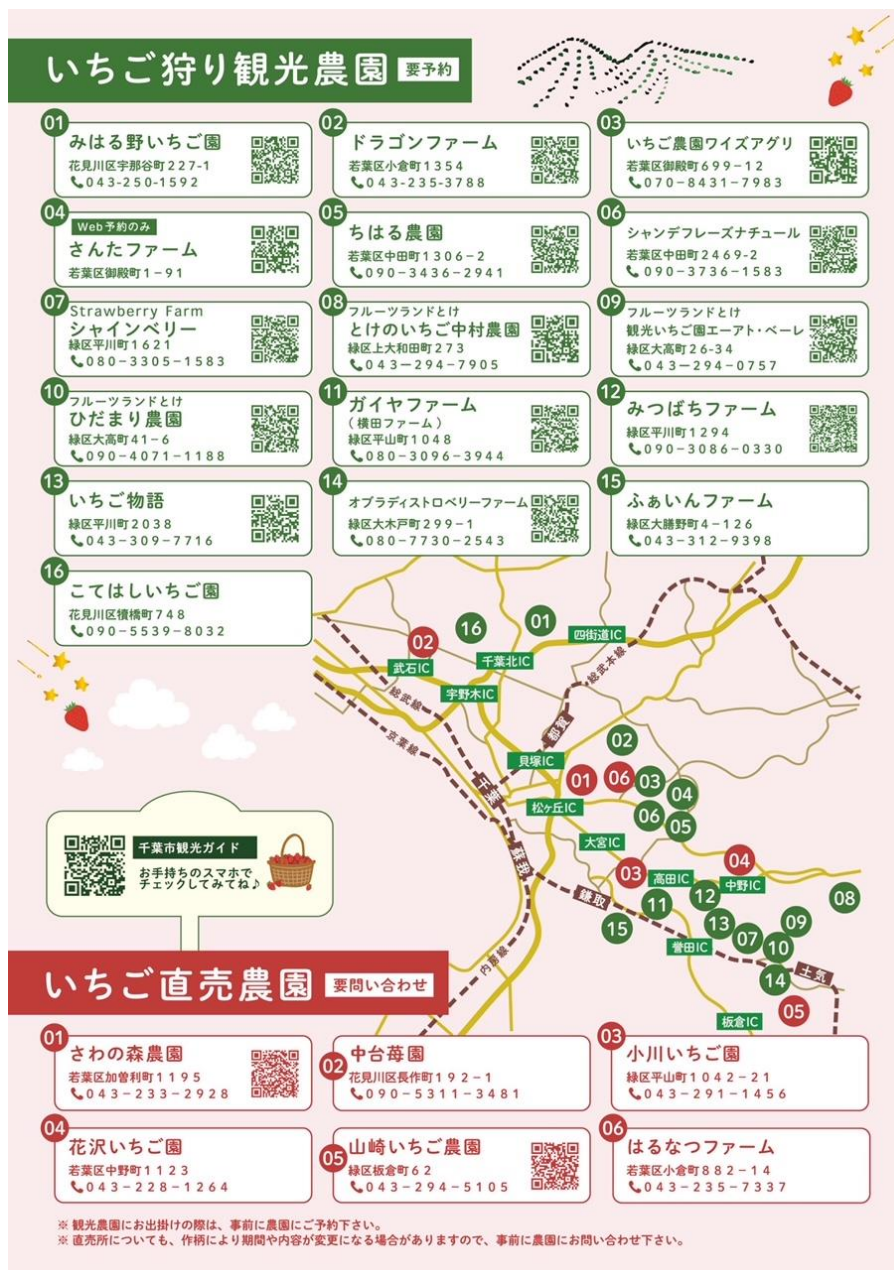 いちご狩り観光農園 要予約
01
みはる野いちご園
花見川区宇那谷町227-1
043-250-1592
02
ドラゴンファーム
若葉区小倉町1354
043-235-3788
03
いちご農園ワイズアグリ
若葉区御殿町699-12
070-8431-7983
04
Web予約のみ
さんたファーム
若葉区御殿町1-91
05
ちはる農園
若葉区中田町1306-2
090-3436-2941
06
シャンデフレーズナチュール
若葉区中田町2469-2
090-3736-1583
07
Strawberry Farm
シャインベリー
緑区平川町1621
080-3305-1583
08
フルーツランドとけ
とけのいちご中村農園
緑区上大和田町273
043-294-7905
09
フルーツランドとけ
観光いちご園エーアト・ベーレ
緑区大高町26-34
043-294-0757
10
フルーツランドとけ
ひだまり農園
緑区大高町41-6
090-4071-1188
11
ガイヤファーム
(横田ファーム)
緑区平山町1048
080-3096-3944
12
みつばちファーム
緑区平川町1294
090-3086-0330
13
いちご物語
緑区平川町2038
043-309-7716
14
オブラディストロベリーファーム
緑区大木戸町299-1
080-7730-2543
15
ふぁいんファーム
緑区大膳野町4-126
043-312-9398
16
こてはしいちご園
花見川区犢橋町748
090-5539-8032
02
16
01
四街道IC
武石IC
千葉北IC
総武本線
総武線
宇野木IC
京葉線
都賀
02
貝塚IC
01
06
03
04
千葉
松ヶ丘IC
06
05
大宮IC
蘇我
03
高田IC
04
中野IC
鎌取
11
12
08
15
13
09
誉田IC
07
10
内房線
14
土気
05
板倉IC
千葉市観光ガイド
お手持ちのスマホで
チェックしてみてね♪
いちご直売農園 要問い合わせ
01
さわの森農園
若葉区加曽利町1195
043-233-2928
02
中台苺園
花見川区長作町192-1
090-5311-3481
03
小川いちご園
緑区平山町1042-21
043-291-1456
04
花沢いちご園
若葉区中野町1123
043-228-1264
05
山崎いちご農園
緑区板倉町62
043-294-5105
06
はるなつファーム
若葉区小倉町882-14
043-235-7337
※ 観光農園にお出掛けの際は、事前に農園にご予約下さい。
※ 直売所についても、作柄により期間や内容が変更になる場合がありますので、事前に農園にお問い合わせ下さい。